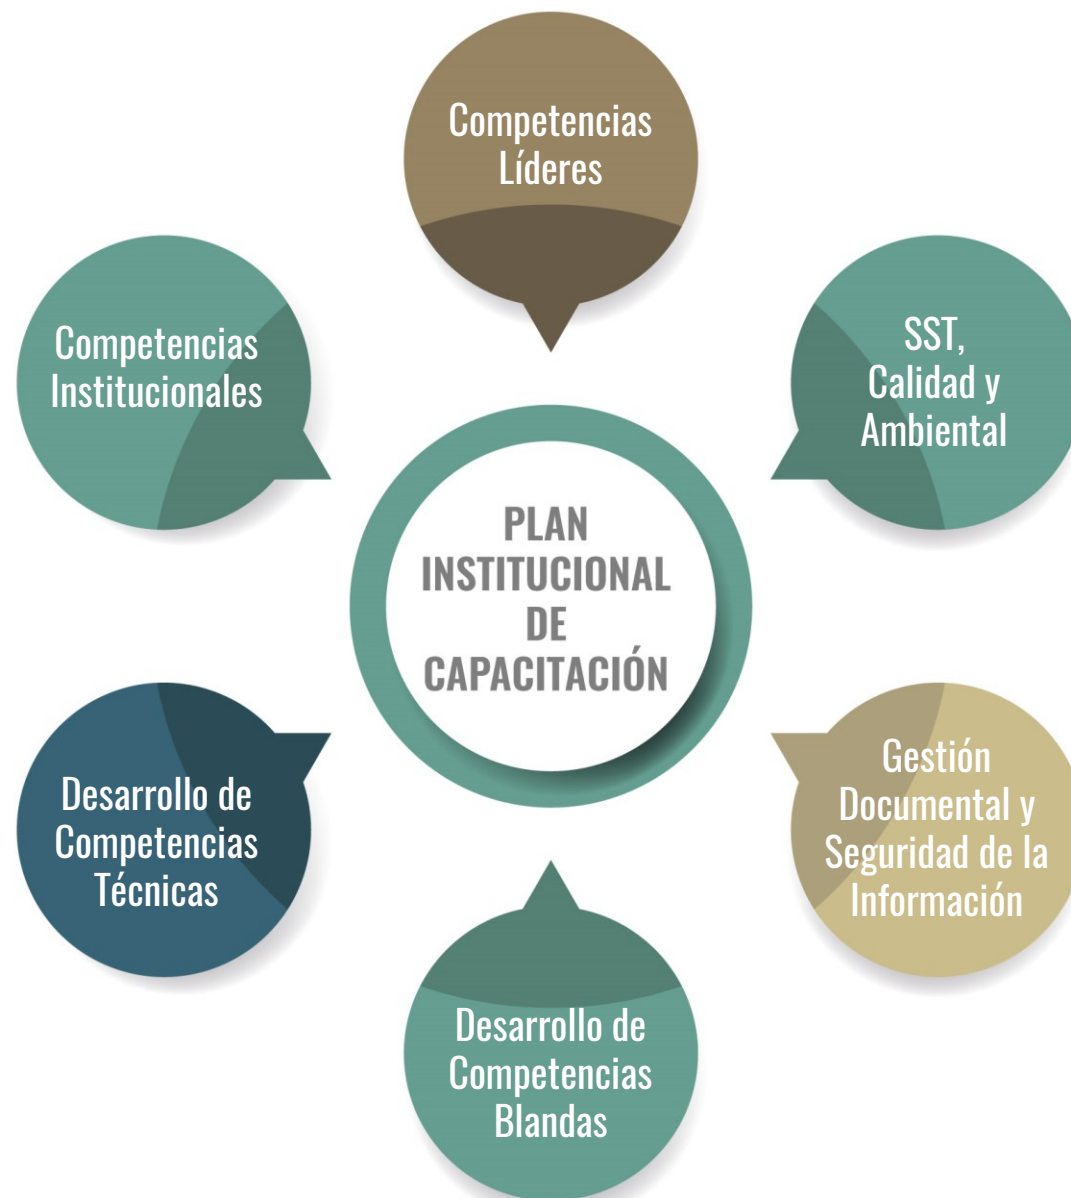 Competencias
Líderes
Competencias
Institucionales
SST,
Calidad y
Ambiental
PLAN
INSTITUCIONAL
DE
CAPACITACIÓN
Desarrollo de
Competencias
Técnicas
Gestión
Documental y
Seguridad de la
Información
Desarrollo de
Competencias
Blandas